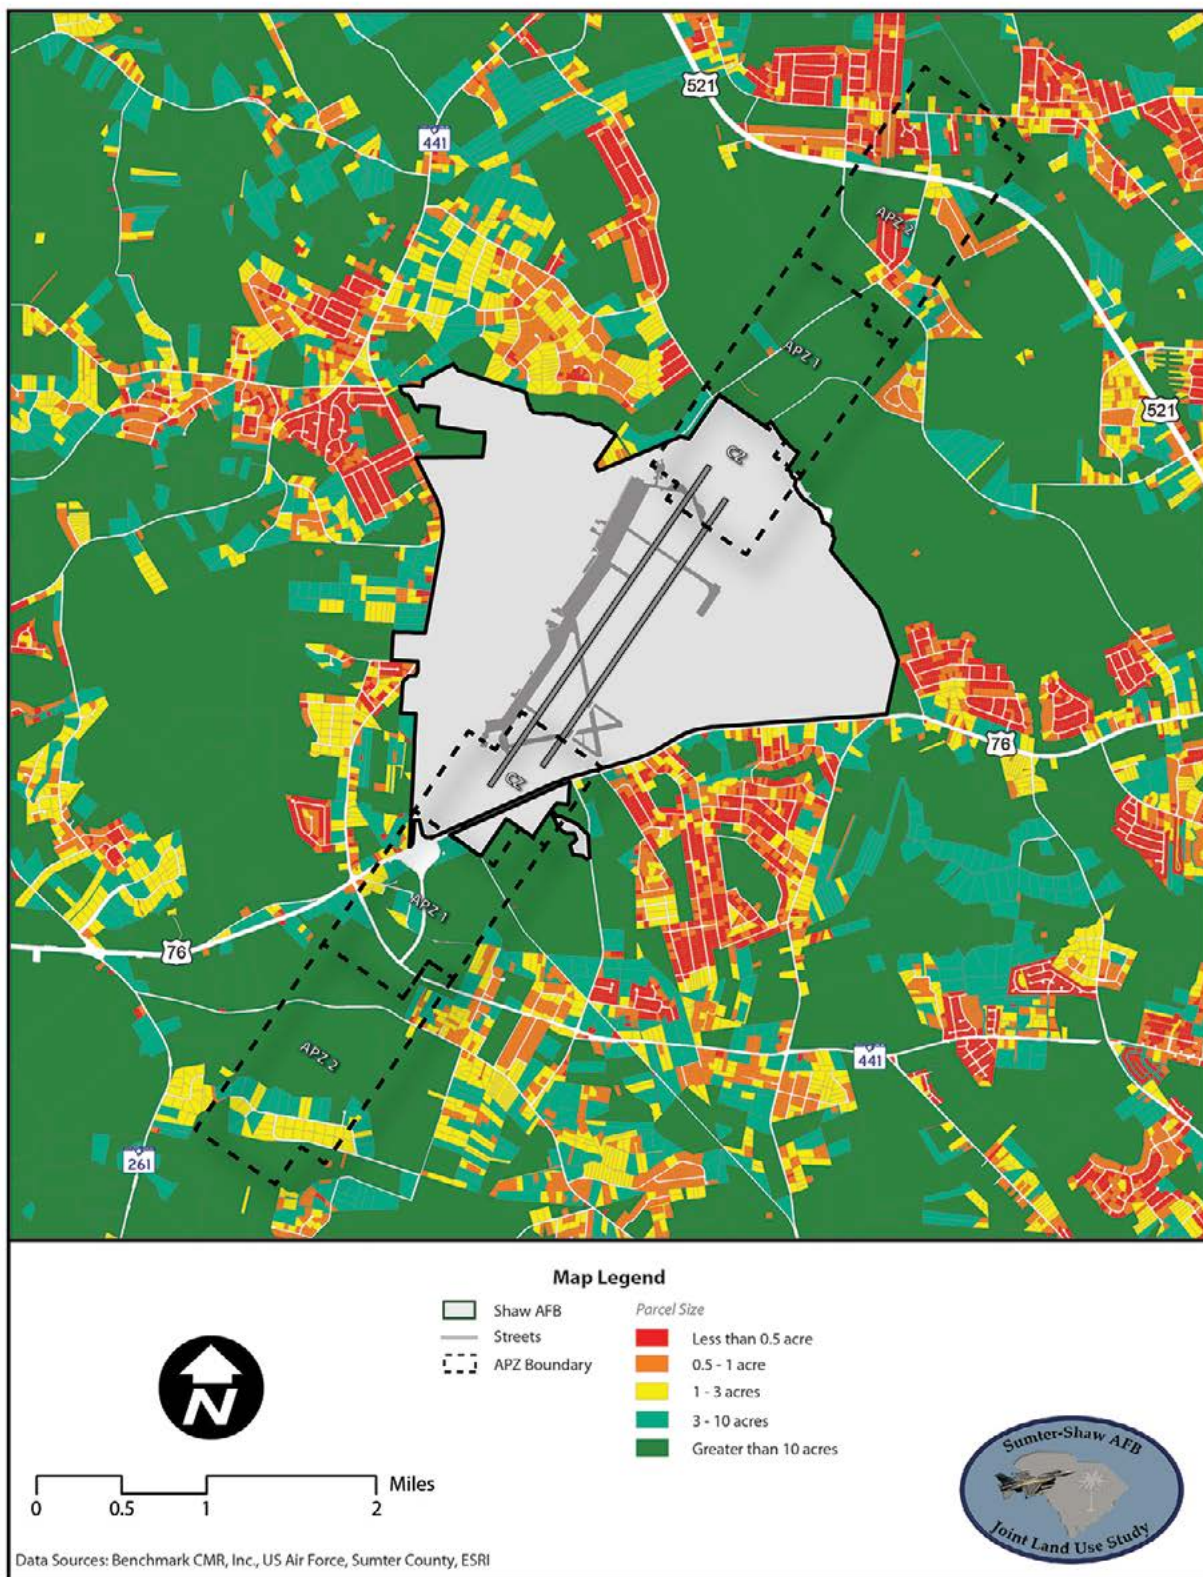 521
441
APZ 2
APZ 1
521
CZ
76
CZ
APZ 1
76
APZ 2
441
261
Map Legend
Shaw AFB
Streets
APZ Boundary
Parcel Size
Less than 0.5 acre
0.5 - 1 acre
1 - 3 acres
3 - 10 acres
Greater than 10 acres
N
Miles
0 0.5 1 2
Sumter-Shaw AFB
Joint Land Use Study
Data Sources: Benchmark CMR, Inc., US Air Force, Sumter County, ESRI